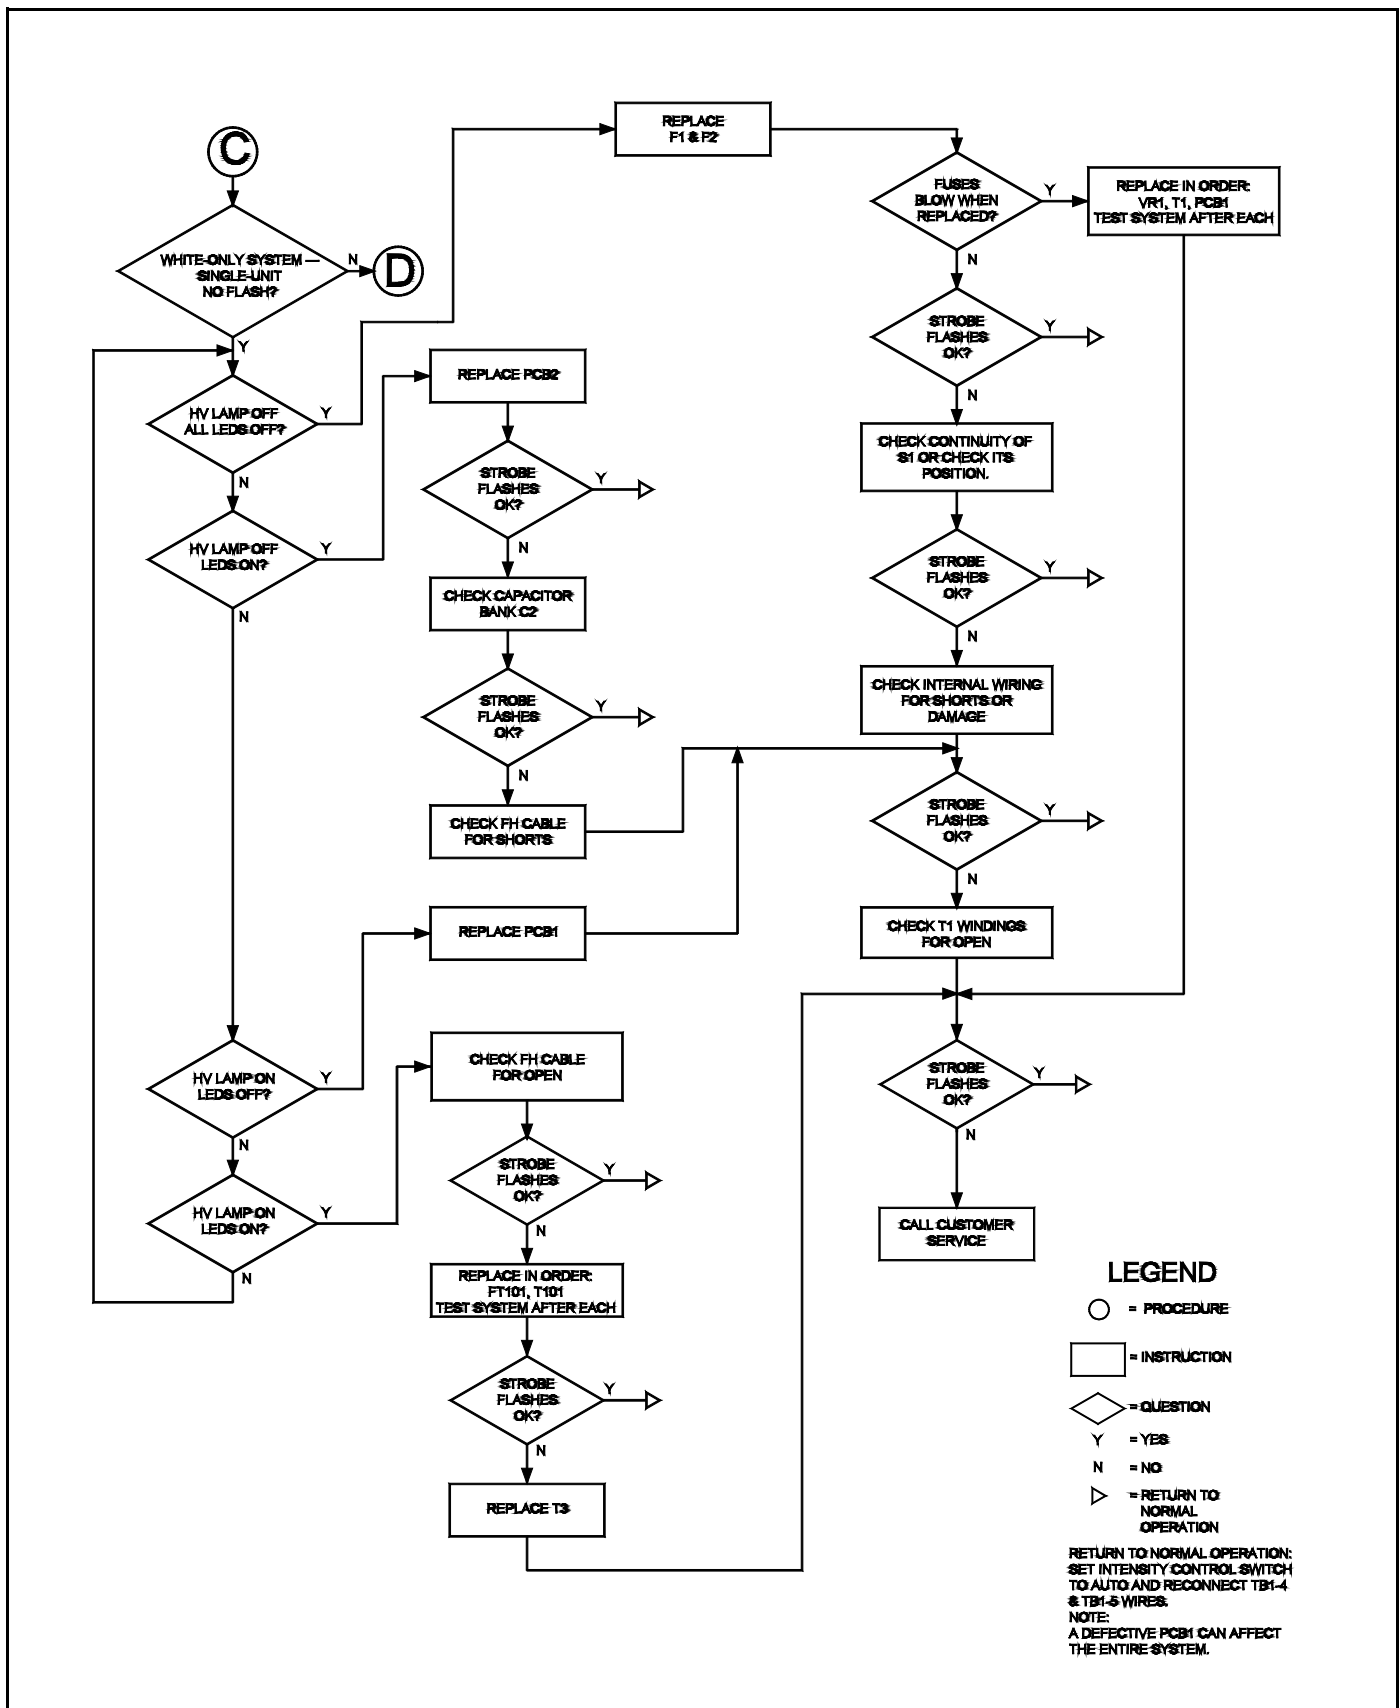 C
WHITE-ONLY SYSTEM —
SINGLE-UNIT
NO FLASH?
N
D
Y
HV LAMP OFF
ALL LEDS OFF?
Y
N
HV LAMP OFF
LEDS ON?
Y
N
HV LAMP ON
LEDS OFF?
Y
N
HV LAMP ON
LEDS ON?
Y
N
REPLACE PCB2
STROBE
FLASHES
OK?
Y
N
CHECK CAPACITOR
BANK C2
STROBE
FLASHES
OK?
Y
N
CHECK FH CABLE
FOR SHORTS
REPLACE PCB1
CHECK FH CABLE
FOR OPEN
STROBE
FLASHES
OK?
Y
N
REPLACE IN ORDER:
FT101, T101
TEST SYSTEM AFTER EACH
STROBE
FLASHES
OK?
Y
N
REPLACE T3
REPLACE
F1 & F2
FUSES
BLOW WHEN
REPLACED?
Y
REPLACE IN ORDER:
VR1, T1, PCB1
TEST SYSTEM AFTER EACH
N
STROBE
FLASHES
OK?
Y
N
CHECK CONTINUITY OF
S1 OR CHECK ITS
POSITION.
STROBE
FLASHES
OK?
Y
N
CHECK INTERNAL WIRING
FOR SHORTS OR
DAMAGE
STROBE
FLASHES
OK?
Y
N
CHECK T1 WINDINGS
FOR OPEN
STROBE
FLASHES
OK?
Y
N
CALL CUSTOMER
SERVICE
LEGEND
= PROCEDURE
= INSTRUCTION
= QUESTION
Y = YES
N = NO
= RETURN TO
NORMAL
OPERATION
RETURN TO NORMAL OPERATION:
SET INTENSITY CONTROL SWITCH
TO AUTO AND RECONNECT TB1-4
& TB1-5 WIRES.
NOTE:
A DEFECTIVE PCB1 CAN AFFECT
THE ENTIRE SYSTEM.